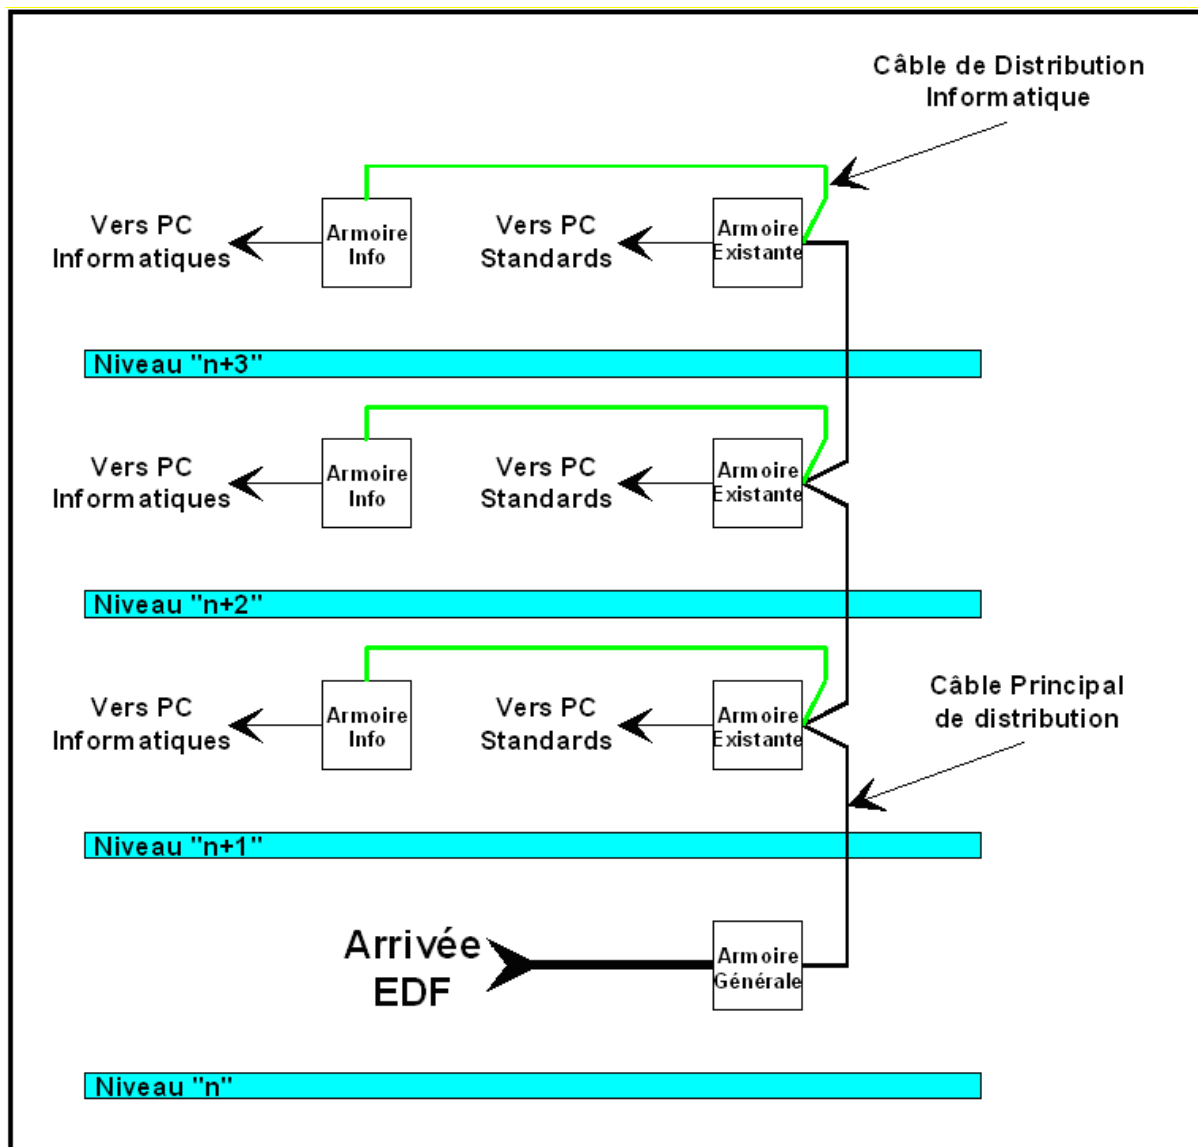 Câble de Distribution
Informatique
Vers PC
Informatiques
Armoire
Info
Vers PC
Standards
Armoire
Existante
Niveau "n+3"
Vers PC
Informatiques
Armoire
Info
Vers PC
Standards
Armoire
Existante
Niveau "n+2"
Vers PC
Informatiques
Armoire
Info
Vers PC
Standards
Armoire
Existante
Câble Principal
de distribution
Niveau "n+1"
Arrivée
EDF
Armoire
Générale
Niveau "n"